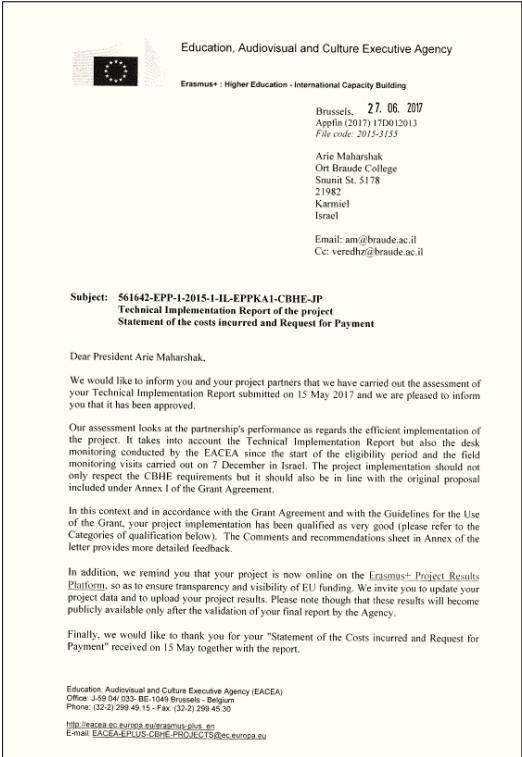 Education, Audiovisual and Culture Executive Agency
Erasmus+ : Higher Education - International Capacity Building
Brussels, 27. 06. 2017
Appfin (2017) 17D012013
File code: 2015-3155
Arie Maharshak
Ort Braude College
Snunit St. 5178
21982
Karmiel
Israel
Email: am@braude.ac.il
Cc: veredhz@braude.ac.il
Subject: 561642-EPP-1-2015-1-IL-EPPKA1-CBHE-JP
Technical Implementation Report of the project
Statement of the costs incurred and Request for Payment
Dear President Arie Maharshak,
We would like to inform you and your project partners that we have carried out the assessment of
your Technical Implementation Report submitted on 15 May 2017 and we are pleased to inform
you that it has been approved.
Our assessment looks at the partnership's performance as regards the efficient implementation of
the project. It takes into account the Technical Implementation Report but also the desk
monitoring conducted by the EACEA since the start of the eligibility period and the field
monitoring visits carried out on 7 December in Israel. The project implementation should not
only respect the CBHE requirements but it should also be in line with the original proposal
included under Annex I of the Grant Agreement.
In this context and in accordance with the Grant Agreement and with the Guidelines for the Use
of the Grant, your project implementation has been qualified as very good (please refer to the
Categories of qualification below). The Comments and recommendations sheet in Annex of the
letter provides more detailed feedback.
In addition, we remind you that your project is now online on the Erasmus+ Project Results
Platform, so as to ensure transparency and visibility of EU funding. We invite you to update your
project data and to upload your project results. Please note though that these results will become
publicly available only after the validation of your final report by the Agency.
Finally, we would like to thank you for your "Statement of the Costs incurred and Request for
Payment" received on 15 May together with the report.
Education, Audiovisual and Culture Executive Agency (EACEA)
Office: J-59 04/ 033- BE-1049 Brussels - Belgium
Phone: (32-2) 299.49.15 - Fax: (32-2) 299.45.30
http://eacea.ec.europa.eu/erasmus-plus_en
E-mail: EACEA-EPLUS-CBHE-PROJECTS@ec.europa.eu